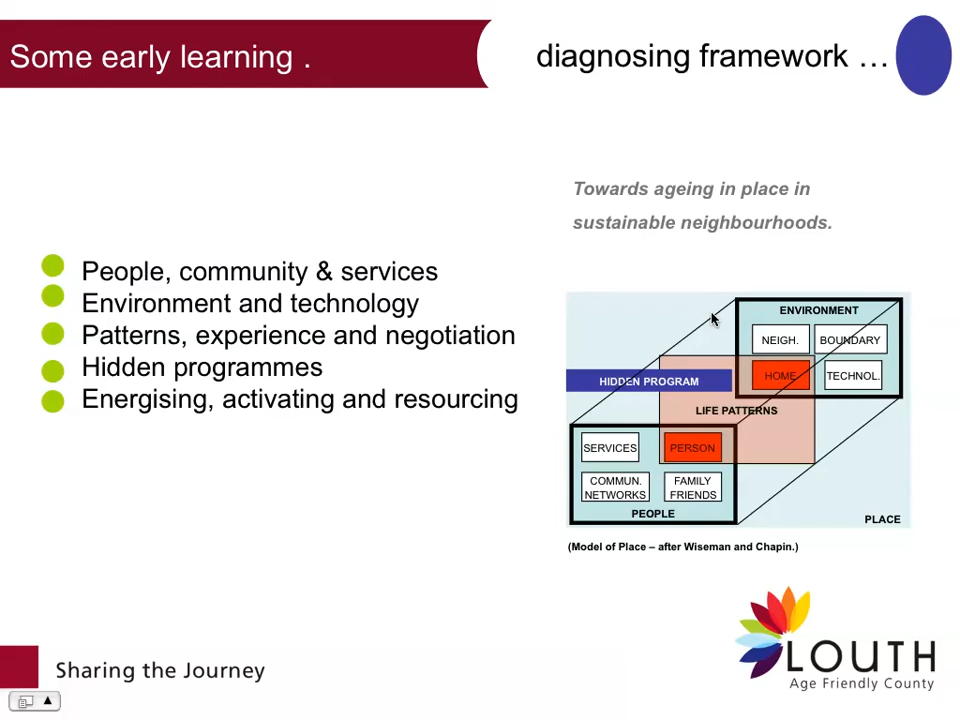 Some early learning .
diagnosing framework …
Towards ageing in place in
sustainable neighbourhoods.
People, community & services
Environment and technology
Patterns, experience and negotiation
Hidden programmes
Energising, activating and resourcing
ENVIRONMENT
NEIGH.
BOUNDARY
HOME
TECHNOL.
HIDDEN PROGRAM
LIFE PATTERNS
SERVICES
PERSON
COMMUN.
NETWORKS
FAMILY
FRIENDS
PEOPLE
PLACE
(Model of Place – after Wiseman and Chapin.)
Sharing the Journey
LOUTH
Age Friendly County